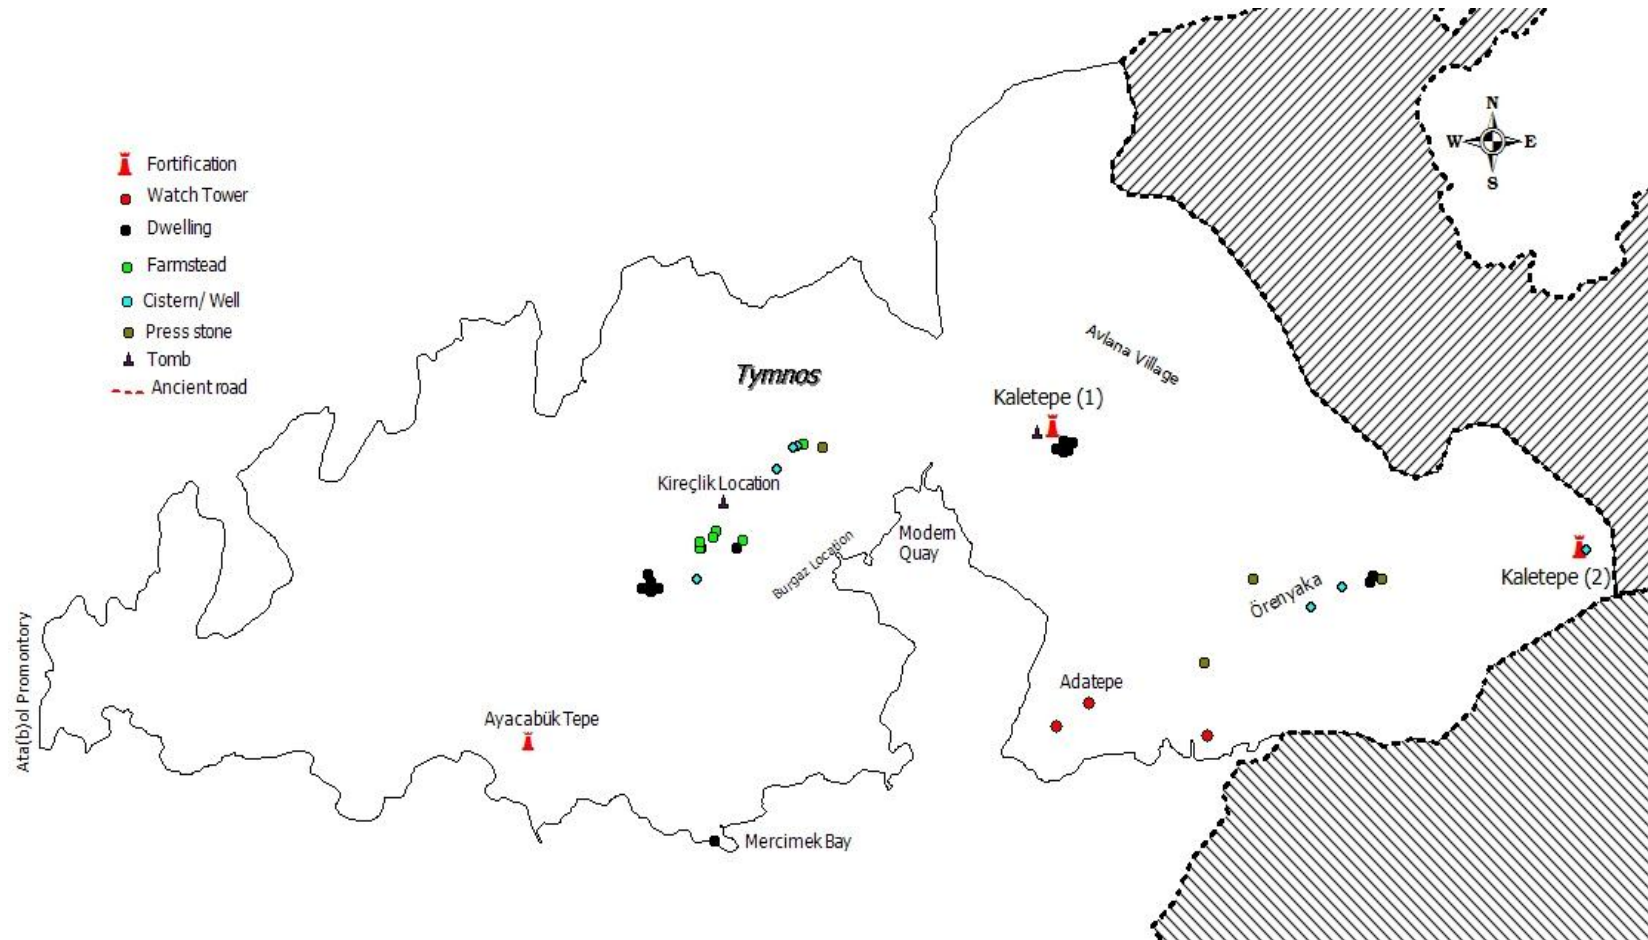 N
W E
S
Fortification
Watch Tower
Dwelling
Farmstead
Cistern/ Well
Press stone
Tomb
Ancient road
Avlana Village
Tymnos
Kaletepe (1)
Kireçlik Location
Modern
Quay
Burgaz Location
Kaletepe (2)
Örenyaka
Ata(b)ol Promontory
Adatepe
Ayacabük Tepe
Mercimek Bay